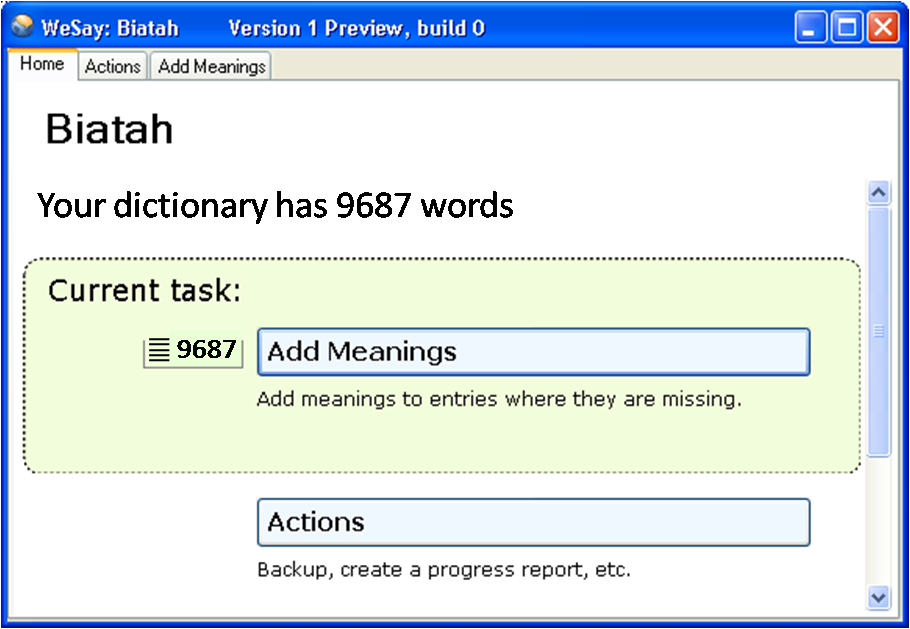 WeSay: Biatah Version 1 Preview, build 0
Home Actions Add Meanings
Biatah
Your dictionary has 9687 words
Current task:
9687 Add Meanings
Add meanings to entries where they are missing.
Actions
Backup, create a progress report, etc.